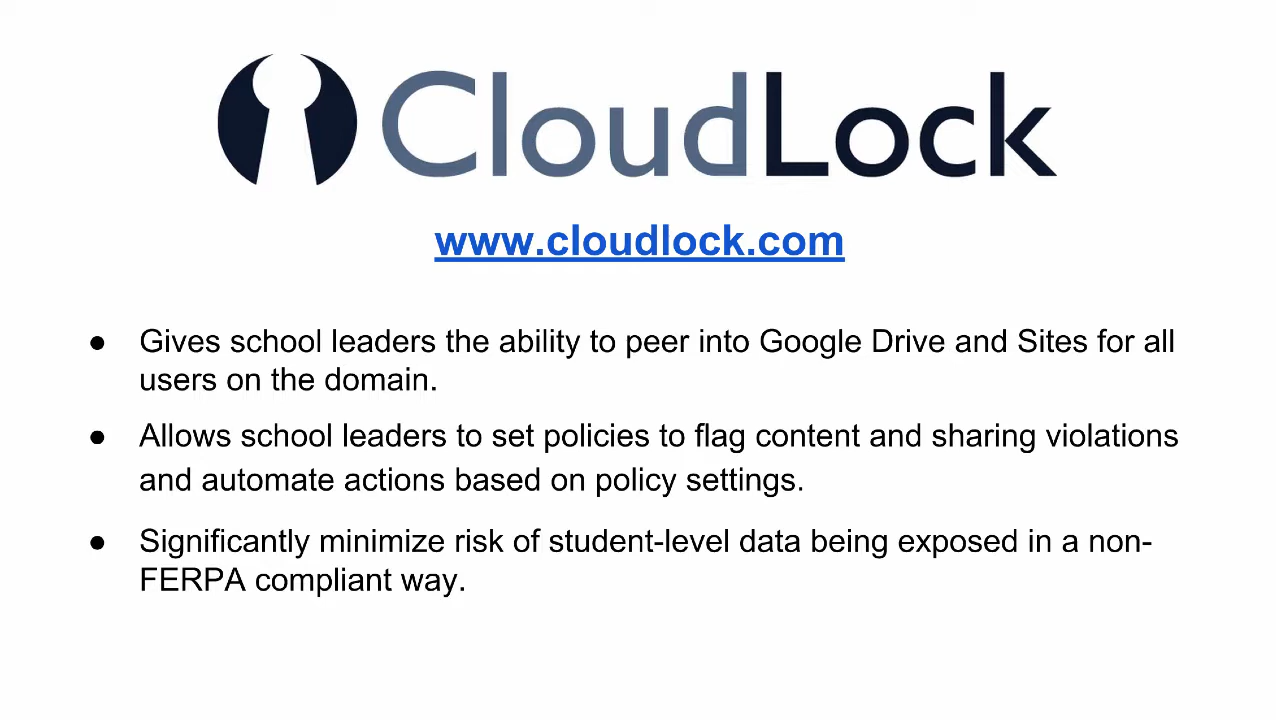 CloudLock
www.cloudlock.com
● Gives school leaders the ability to peer into Google Drive and Sites for all
users on the domain.
● Allows school leaders to set policies to flag content and sharing violations
and automate actions based on policy settings.
● Significantly minimize risk of student-level data being exposed in a non-
FERPA compliant way.